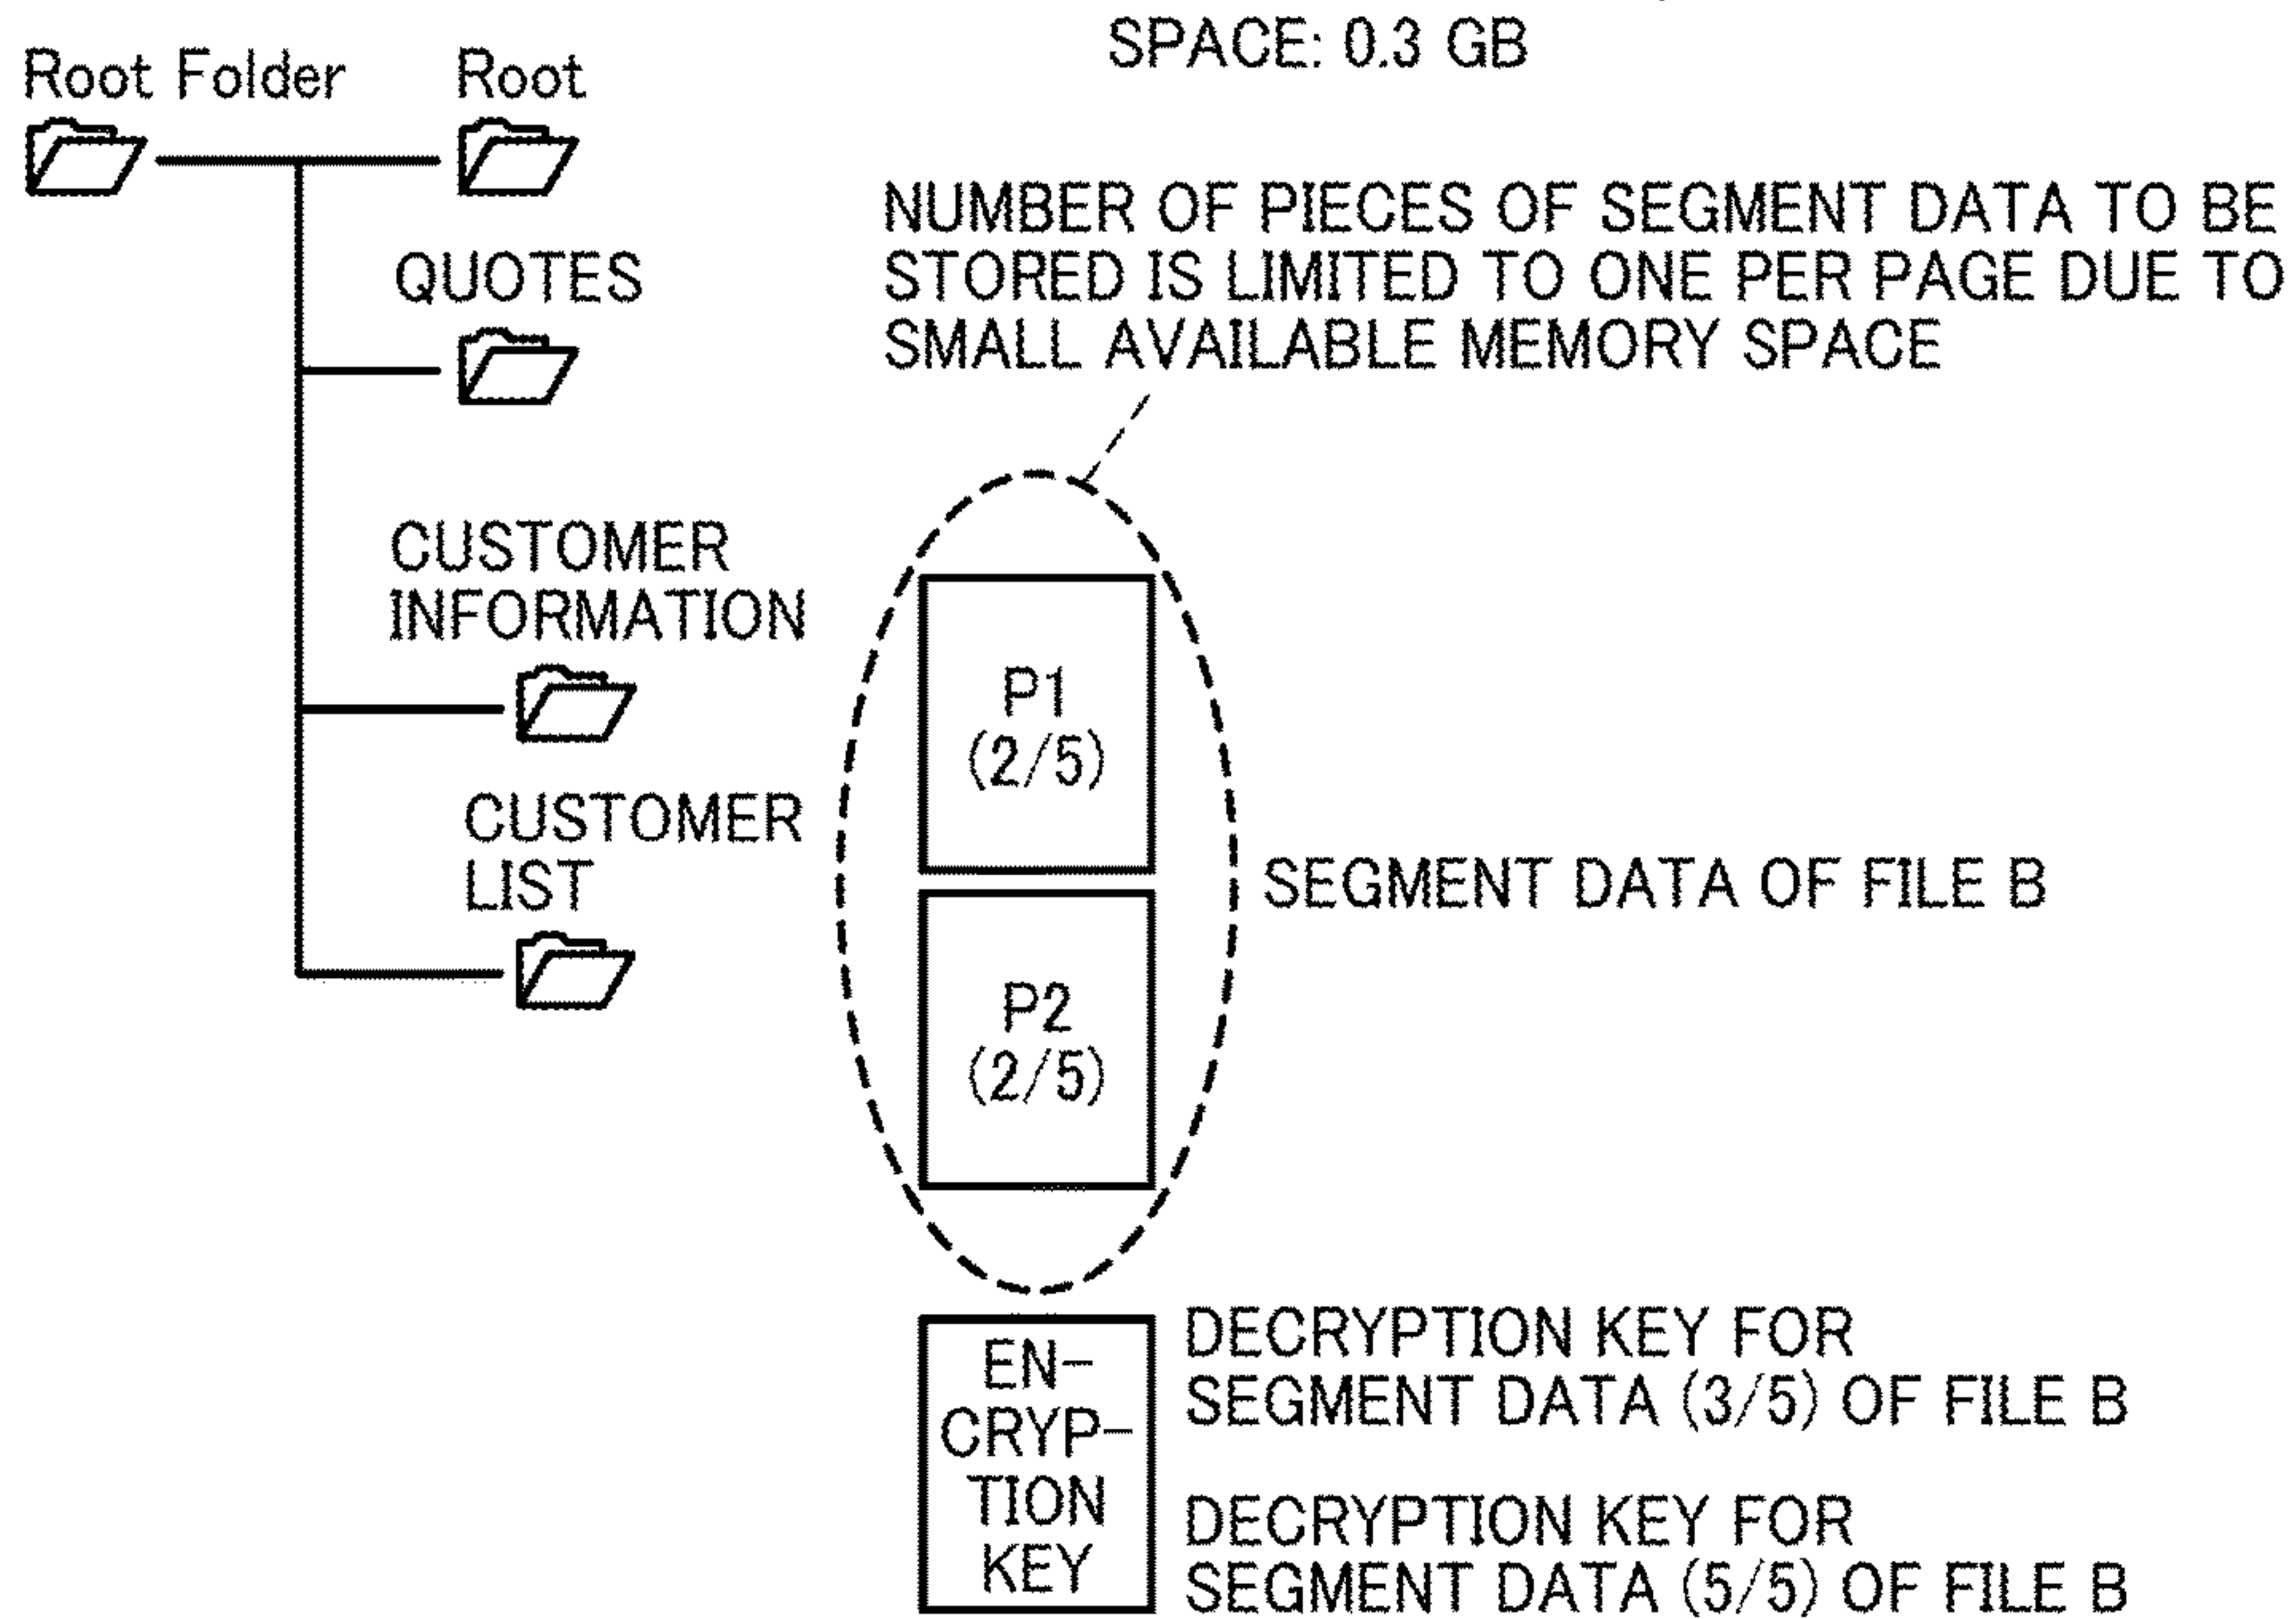 SPACE: 0.3 GB
Root Folder
Root
QUOTES
CUSTOMER
INFORMATION
CUSTOMER
LIST
NUMBER OF PIECES OF SEGMENT DATA TO BE
STORED IS LIMITED TO ONE PER PAGE DUE TO
SMALL AVAILABLE MEMORY SPACE
P1
(2/5)
P2
(2/5)
SEGMENT DATA OF FILE B
EN-
CRYP-
TION
KEY
DECRYPTION KEY FOR
SEGMENT DATA (3/5) OF FILE B
DECRYPTION KEY FOR
SEGMENT DATA (5/5) OF FILE B